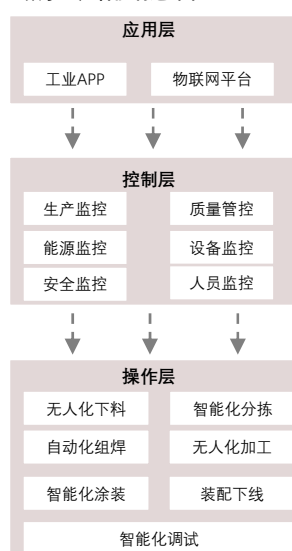 应用层
工业APP 物联网平台
控制层
生产监控 质量管控
能源监控 设备监控
安全监控 人员监控
操作层
无人化下料 智能化分拣
自动化组焊 无人化加工
智能化涂装 装配下线
智能化调试